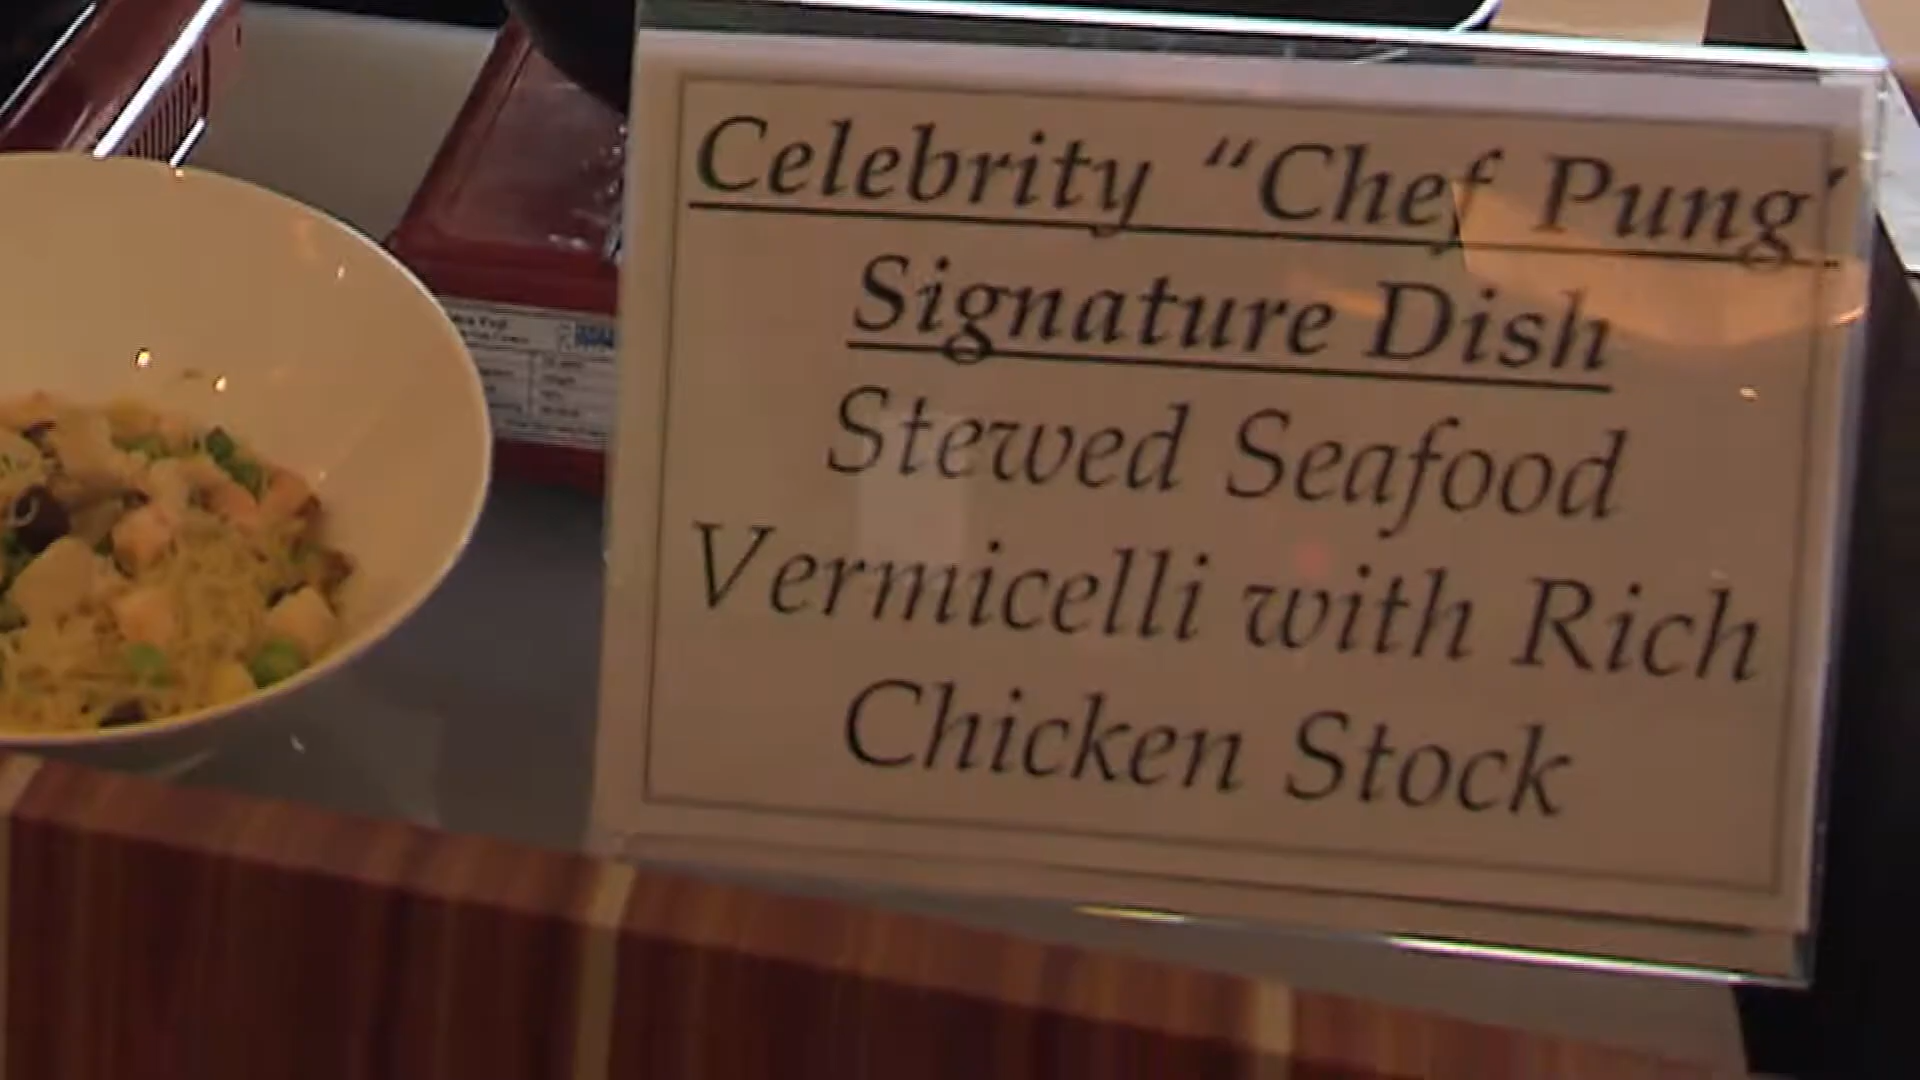 Celebrity “Chef Pung’
Signature Dish
Stewed Seafood
Vermicelli with Rich
Chicken Stock